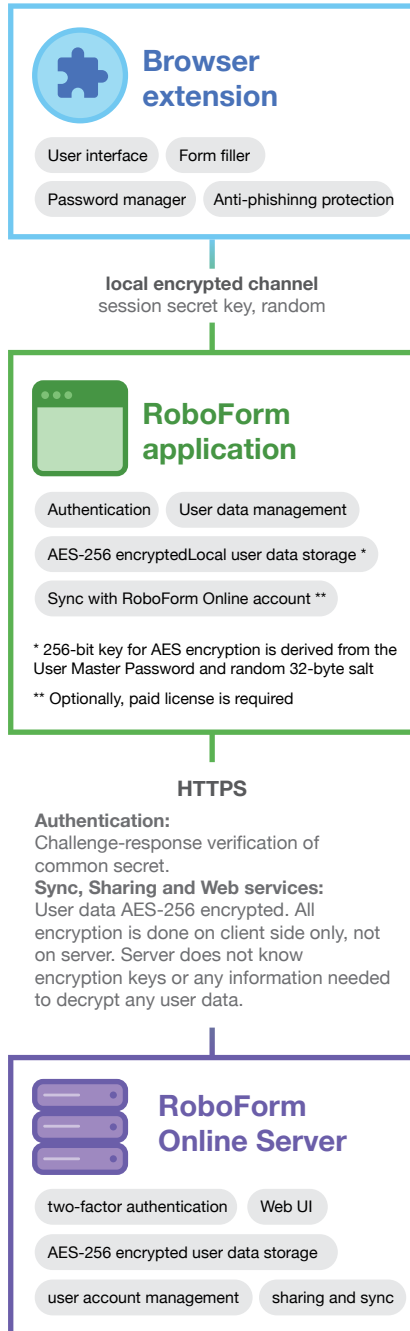 Browser
extension
User interface
Form filler
Password manager
Anti-phishinng protection
local encrypted channel
session secret key, random
RoboForm
application
Authentication
User data management
AES-256 encryptedLocal user data storage *
Sync with RoboForm Online account **
* 256-bit key for AES encryption is derived from the
User Master Password and random 32-byte salt
** Optionally, paid license is required
HTTPS
Authentication:
Challenge-response verification of
common secret.
Sync, Sharing and Web services:
User data AES-256 encrypted. All
encryption is done on client side only, not
on server. Server does not know
encryption keys or any information needed
to decrypt any user data.
RoboForm
Online Server
two-factor authentication
Web UI
AES-256 encrypted user data storage
user account management
sharing and sync